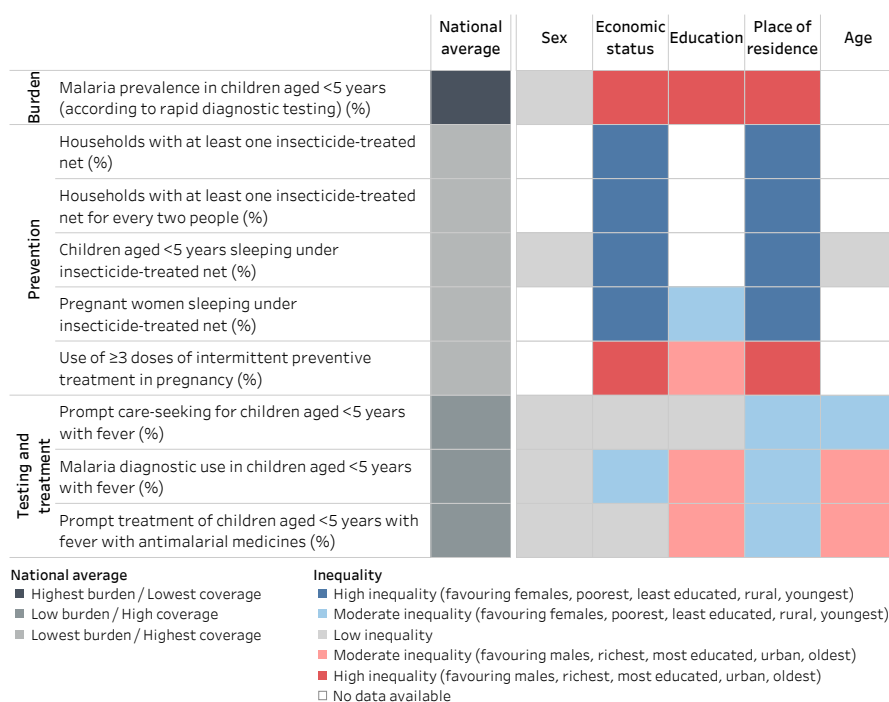 National average
Sex
Economic status
Education
Place of residence
Age
Burden
Malaria prevalence in children aged <5 years
(according to rapid diagnostic testing) (%)
Prevention
Households with at least one insecticide-treated
net (%)
Households with at least one insecticide-treated
net for every two people (%)
Children aged <5 years sleeping under
insecticide-treated net (%)
Pregnant women sleeping under
insecticide-treated net (%)
Use of ≥3 doses of intermittent preventive
treatment in pregnancy (%)
Testing and
treatment
Prompt care-seeking for children aged <5 years
with fever (%)
Malaria diagnostic use in children aged <5 years
with fever (%)
Prompt treatment of children aged <5 years with
fever with antimalarial medicines (%)
National average
Highest burden / Lowest coverage
Low burden / High coverage
Lowest burden / Highest coverage
Inequality
High inequality (favouring females, poorest, least educated, rural, youngest)
Moderate inequality (favouring females, poorest, least educated, rural, youngest)
Low inequality
Moderate inequality (favouring males, richest, most educated, urban, oldest)
High inequality (favouring males, richest, most educated, urban, oldest)
No data available